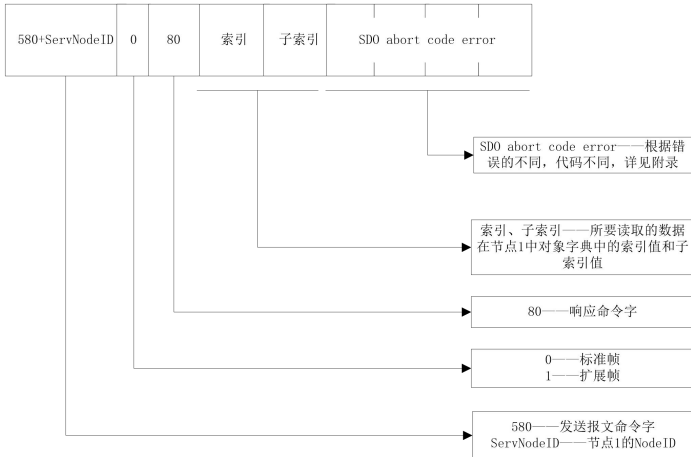 580+ServNodeID 0 80 索引 子索引 SDO abort code error
SDO abort code error——根据错
误的不同，代码不同，详见附录
索引、子索引——所要读取的数据
在节点1中对象字典中的索引值和子
索引值
80——响应命令字
0——标准帧
1——扩展帧
580——发送报文命令字
ServNodeID——节点1的NodeID